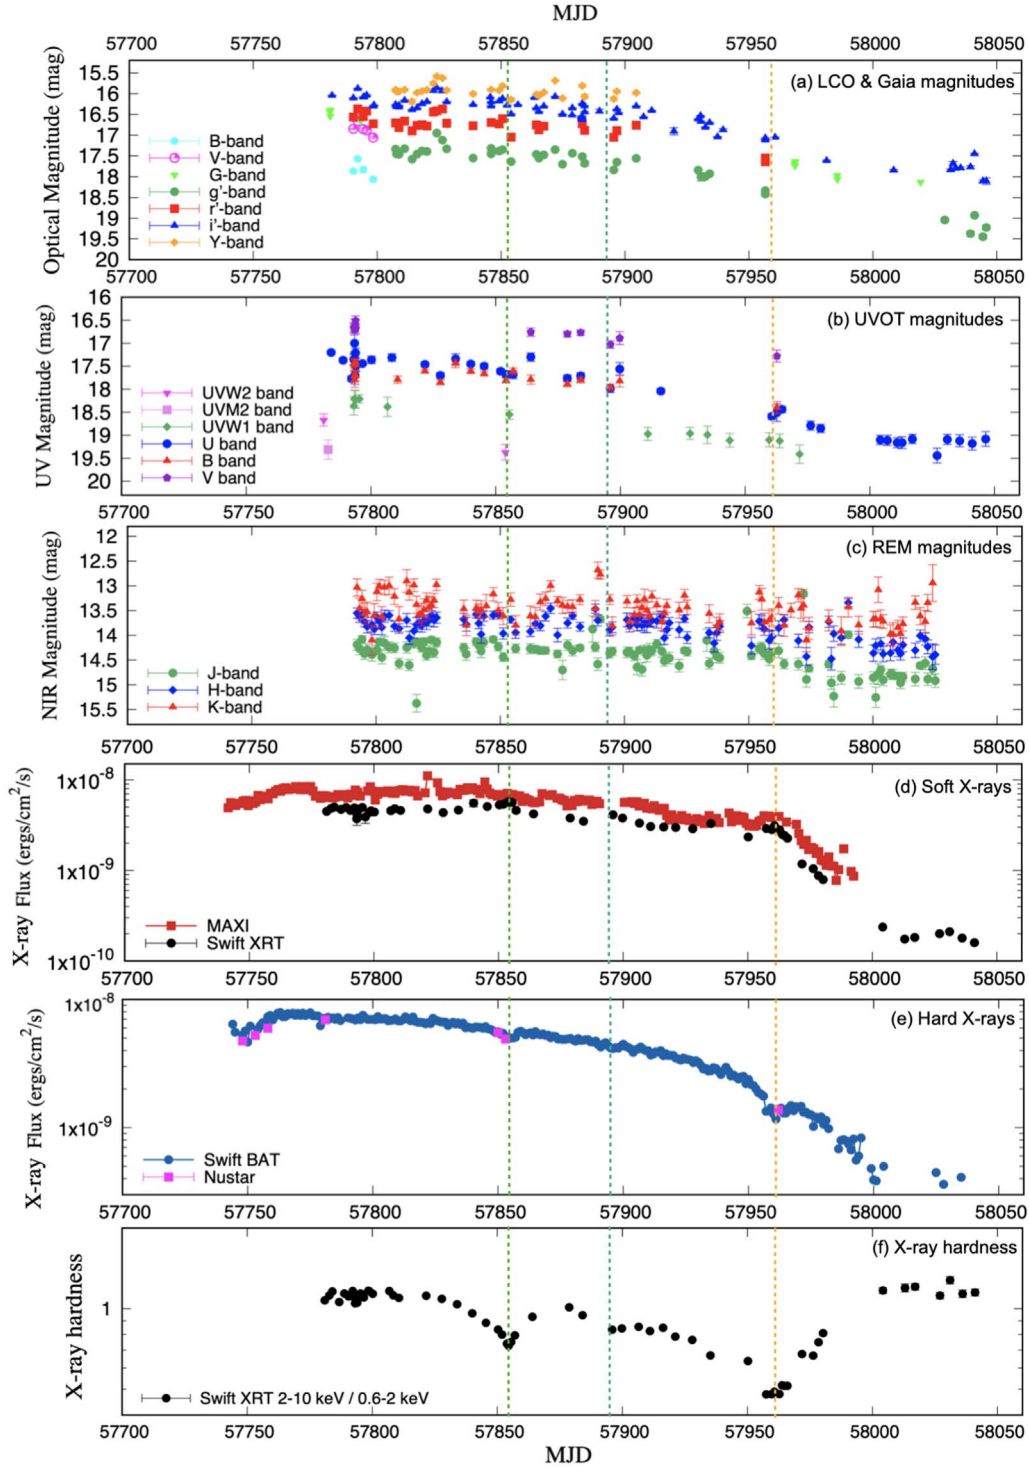 MJD
57700 57750 57800 57850 57900 57950 58000 58050
(a) LCO & Gaia magnitudes
Optical Magnitude (mag)
15.5
16
16.5
17
17.5
18
18.5
19
19.5
20
B-band
V-band
G-band
g'-band
r'-band
i'-band
Y-band
57700 57750 57800 57850 57900 57950 58000 58050
(b) UVOT magnitudes
UV Magnitude (mag)
16
16.5
17
17.5
18
18.5
19
19.5
20
UVW2 band
UVM2 band
UVW1 band
U band
B band
V band
57700 57750 57800 57850 57900 57950 58000 58050
(c) REM magnitudes
NIR Magnitude (mag)
12
12.5
13
13.5
14
14.5
15
15.5
J-band
H-band
K-band
57700 57750 57800 57850 57900 57950 58000 58050
(d) Soft X-rays
X-ray Flux (ergs/cm²/s)
1x10⁻⁸
1x10⁻⁹
1x10⁻¹⁰
MAXI
Swift XRT
57700 57750 57800 57850 57900 57950 58000 58050
(e) Hard X-rays
X-ray Flux (ergs/cm²/s)
1x10⁻⁸
1x10⁻⁹
Swift BAT
Nustar
57700 57750 57800 57850 57900 57950 58000 58050
(f) X-ray hardness
X-ray hardness
1
Swift XRT 2-10 keV / 0.6-2 keV
57700 57750 57800 57850 57900 57950 58000 58050
MJD